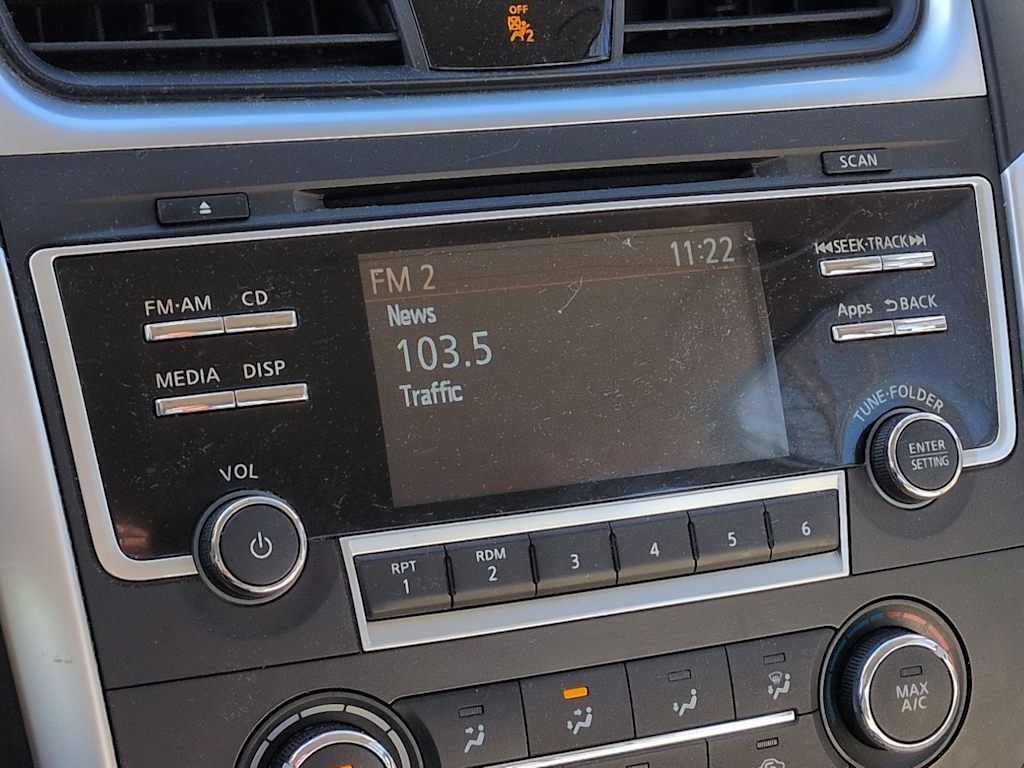 OFF
2
SCAN
FM 2 11:22
News
103.5
Traffic
FM·AM CD
MEDIA DISP
VOL
SEEK·TRACK
Apps BACK
TUNE·FOLDER
ENTER
SETTING
RPT
1
RDM
2
3
4
5
6
MAX
A/C